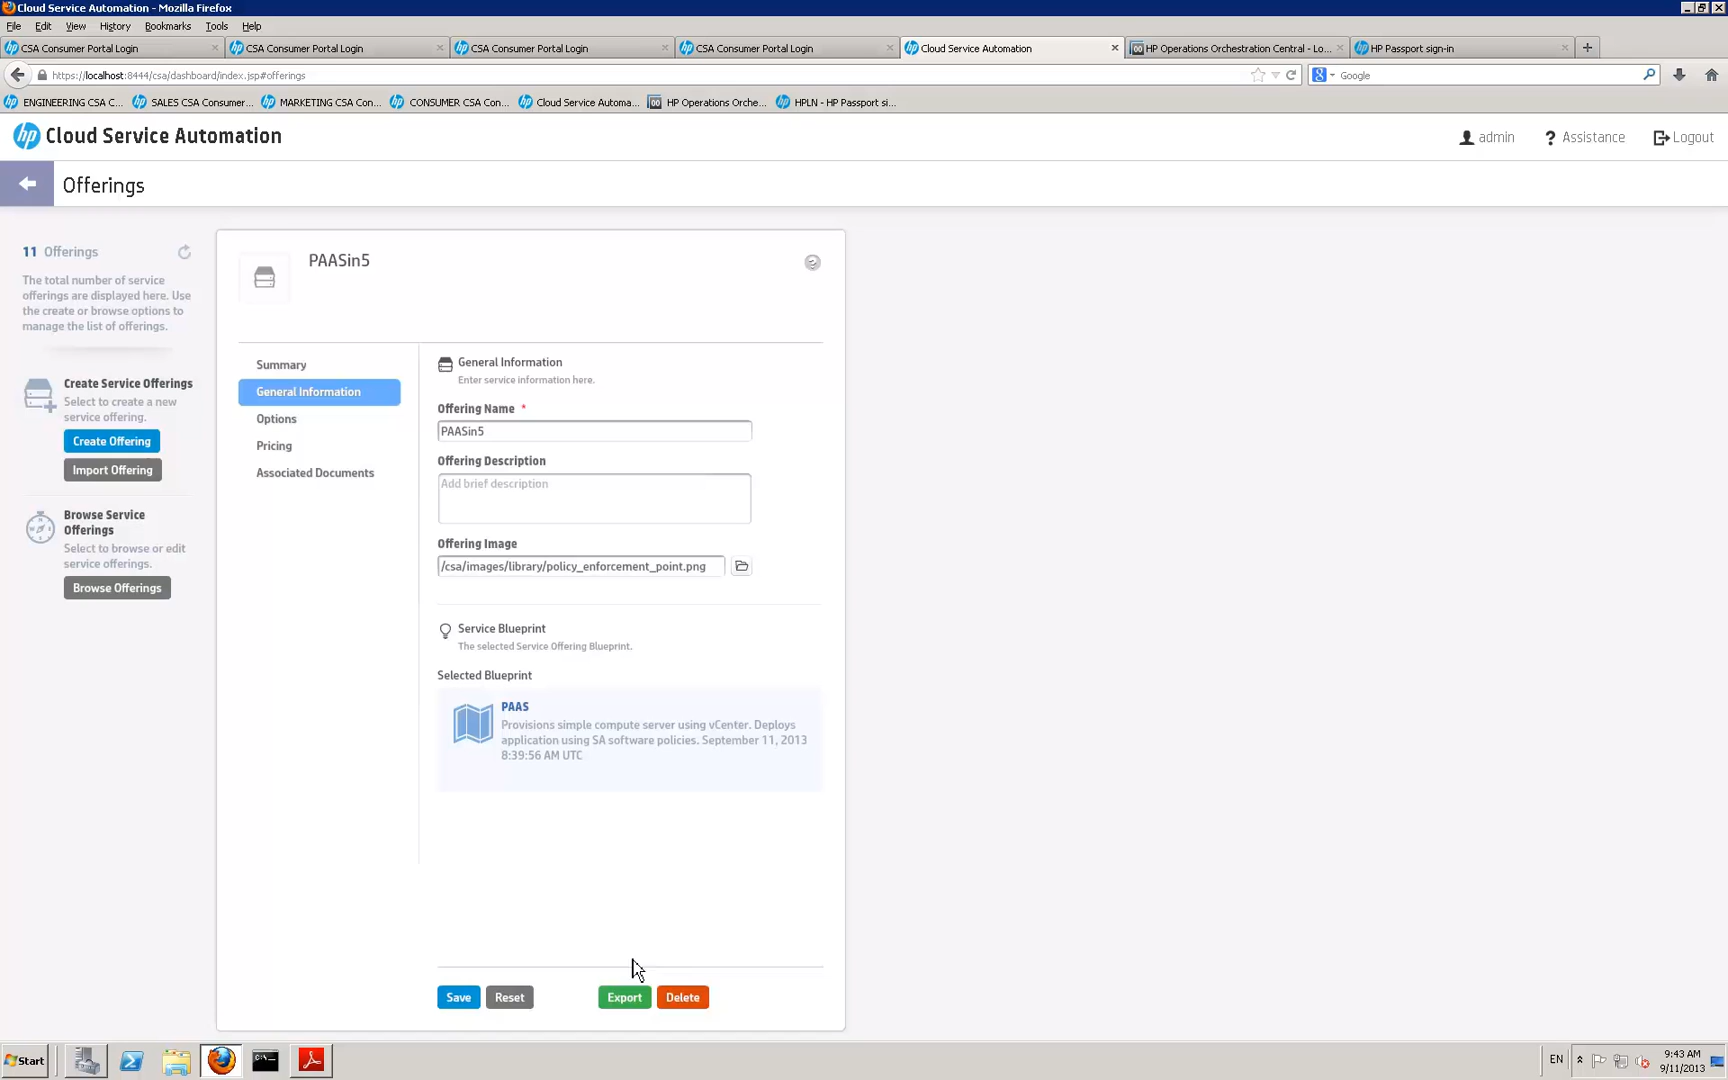 Cloud Service Automation - Mozilla Firefox
File Edit View History Bookmarks Tools Help
CSA Consumer Portal Login
CSA Consumer Portal Login
CSA Consumer Portal Login
CSA Consumer Portal Login
Cloud Service Automation
HP Operations Orchestration Central - Lo...
HP Passport sign-in
https://localhost:8444/csa/dashboard/index.jsp#offerings
Google
ENGINEERING CSA C...
SALES CSA Consumer...
MARKETING CSA Con...
CONSUMER CSA Con...
Cloud Service Automa...
HP Operations Orche...
HPLN - HP Passport si...
hp Cloud Service Automation
admin
? Assistance
Logout
Offerings
11 Offerings
The total number of service
offerings are displayed here. Use
the create or browse options to
manage the list of offerings.
Create Service Offerings
Select to create a new
service offering.
Create Offering
Import Offering
Browse Service
Offerings
Select to browse or edit
service offerings.
Browse Offerings
PAASin5
Summary
General Information
Options
Pricing
Associated Documents
General Information
Enter service information here.
Offering Name *
PAASin5
Offering Description
Add brief description
Offering Image
/csa/images/library/policy_enforcement_point.png
Service Blueprint
The selected Service Offering Blueprint.
Selected Blueprint
PAAS
Provisions simple compute server using vCenter. Deploys
application using SA software policies. September 11, 2013
8:39:56 AM UTC
Save
Reset
Export
Delete
Start
EN
9:43 AM
9/11/2013